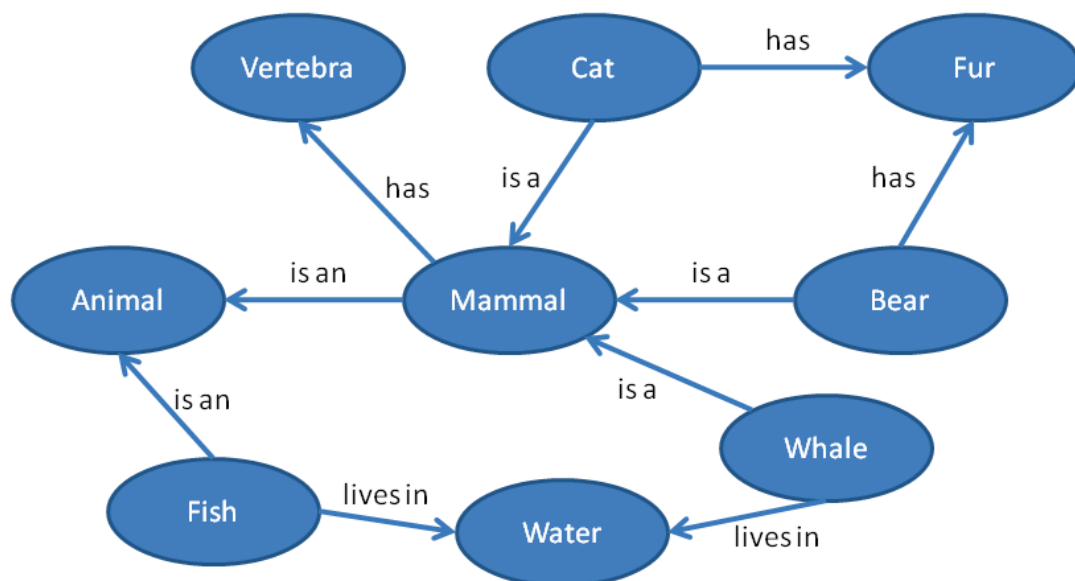 has
Vertebra
Cat
Fur
is a
has
has
is an
is a
Animal
Mammal
Bear
is an
is a
Whale
lives in
Fish
Water
lives in